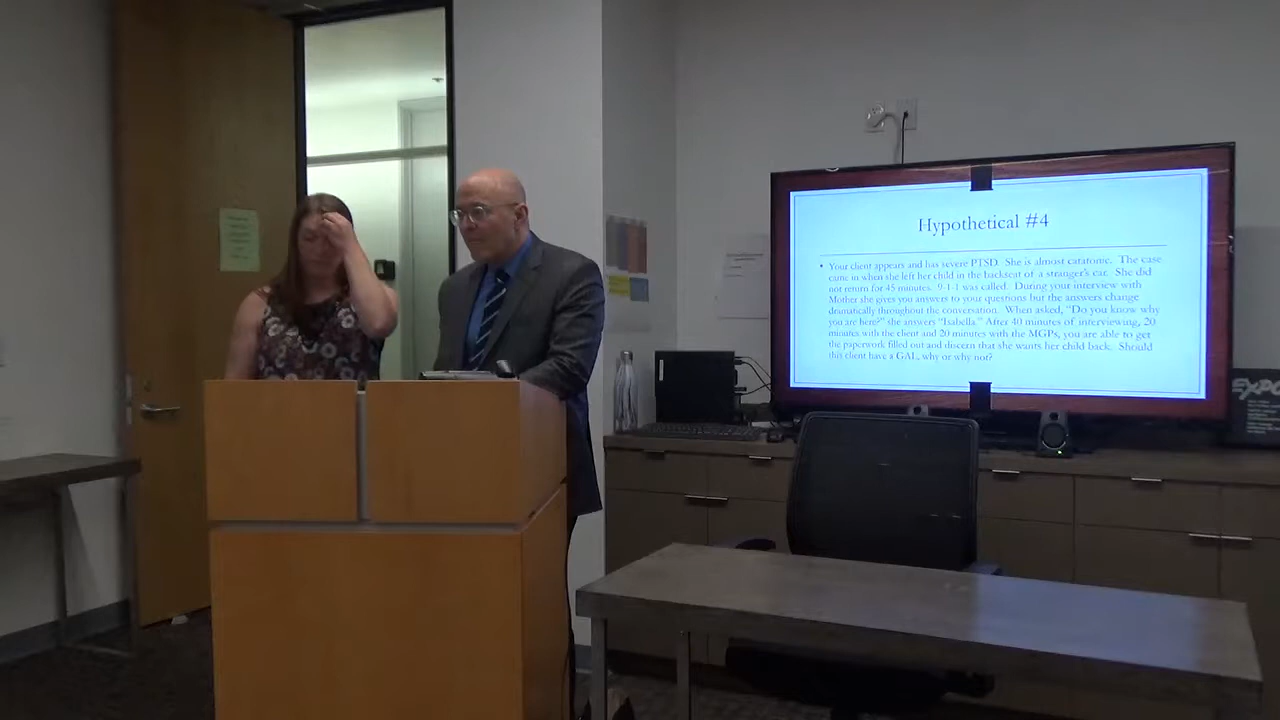 Hypothetical #4
• Your client appears and has severe PTSD. She is almost catatonic. The case
came in when she left her child in the backseat of a stranger's car. She did
not return for 45 minutes. 9-1-1 was called. During your interview with
Mother she gives you answers to your questions but the answers change
dramatically throughout the conversation. When asked, "Do you know why
you are here?" she answers "Isabella." After 40 minutes of interviewing, 20
minutes with the client and 20 minutes with the MGPs, you are able to get
the paperwork filled out and discern that she wants her child back. Should
this client have a GAL, why or why not?
EXPO